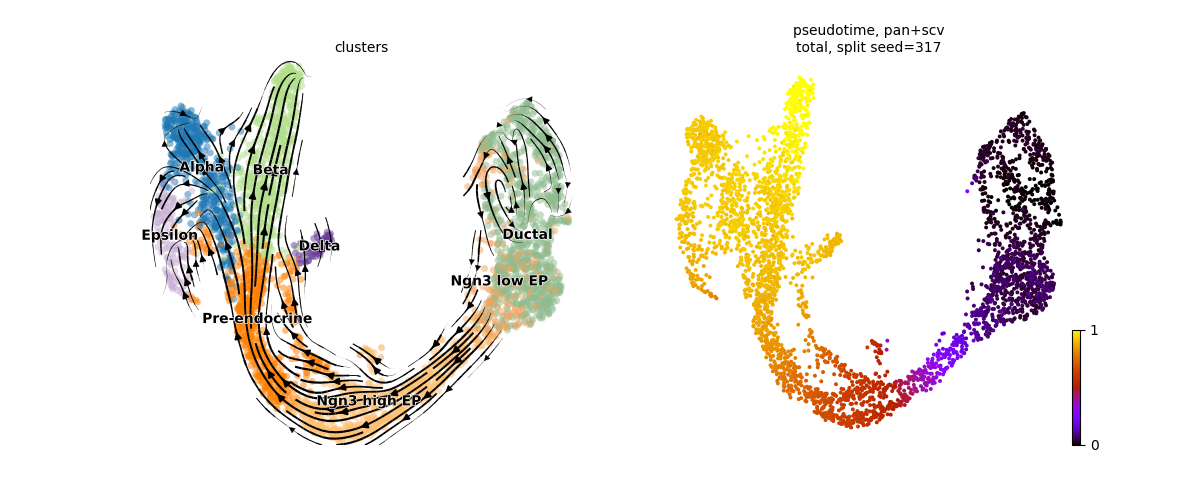 clusters
Alpha
Beta
Epsilon
Delta
Ductal
Ngn3 low EP
Pre-endocrine
Ngn3 high EP
pseudotime, pan+scv
total, split seed=317
1
0